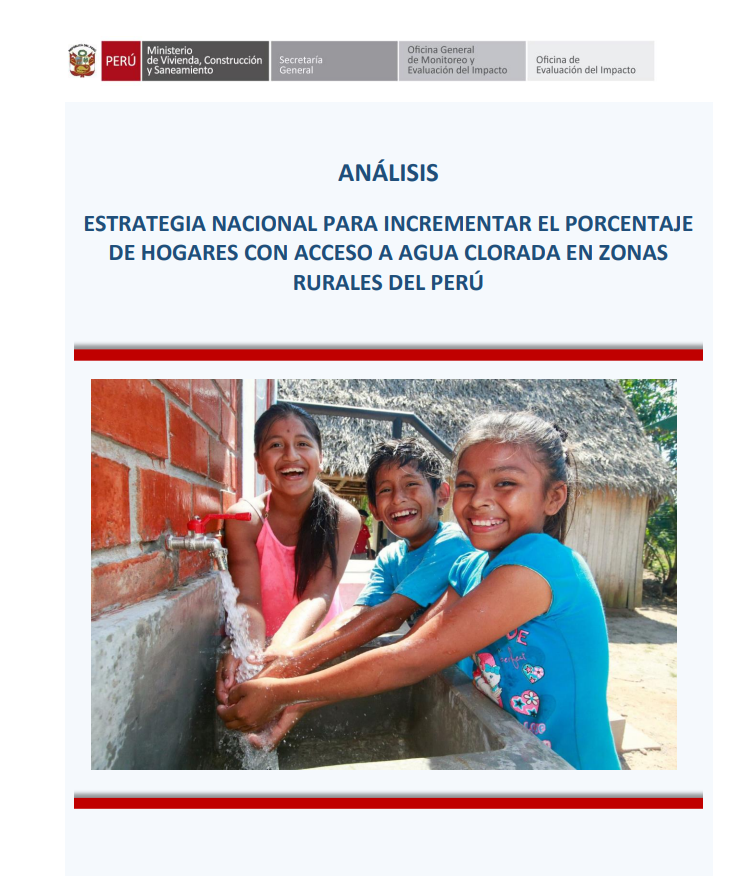 PERÚ
Ministerio
de Vivienda, Construcción
y Saneamiento
Secretaría
General
Oficina General
de Monitoreo y
Evaluación del Impacto
Oficina de
Evaluación del Impacto
ANÁLISIS
ESTRATEGIA NACIONAL PARA INCREMENTAR EL PORCENTAJE
DE HOGARES CON ACCESO A AGUA CLORADA EN ZONAS
RURALES DEL PERÚ